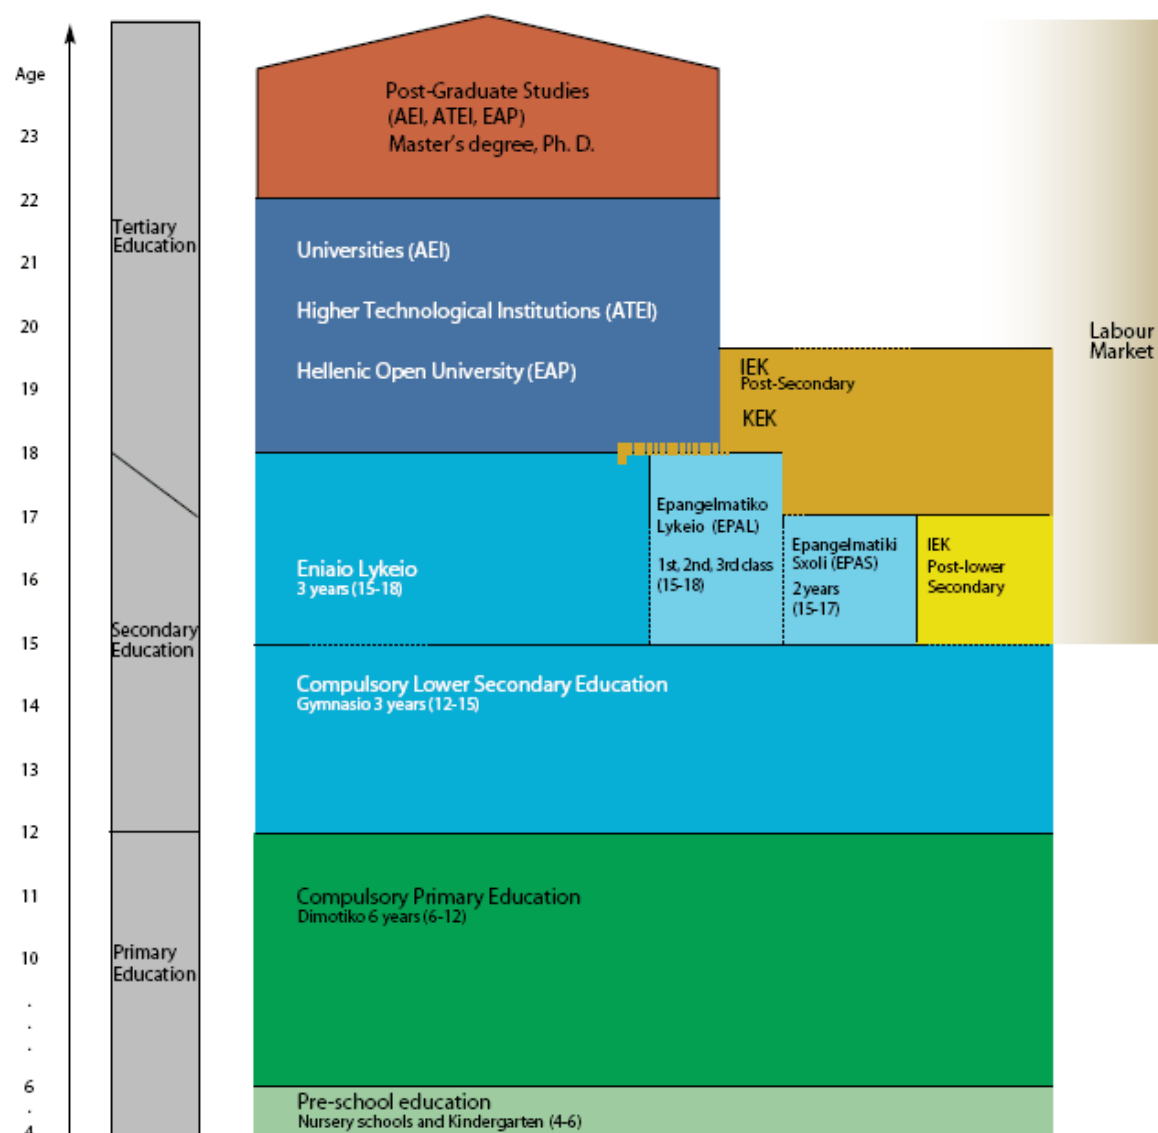 Age
23
22
21
20
19
18
17
16
15
14
13
12
11
10
.
.
.
6
.
4
Tertiary
Education
Secondary
Education
Primary
Education
Post-Graduate Studies
(AEI, ATEI, EAP)
Master's degree, Ph. D.
Universities (AEI)
Higher Technological Institutions (ATEI)
Hellenic Open University (EAP)
IEK
Post-Secondary
KEK
Labour
Market
Eniaio Lykeio
3 years (15-18)
Epangelmatiko
Lykeio (EPAL)
1st, 2nd, 3rd class
(15-18)
Epangelmatiki
Sxoli (EPAS)
2 years
(15-17)
IEK
Post-lower
Secondary
Compulsory Lower Secondary Education
Gymnasio 3 years (12-15)
Compulsory Primary Education
Dimotiko 6 years (6-12)
Pre-school education
Nursery schools and Kindergarten (4-6)